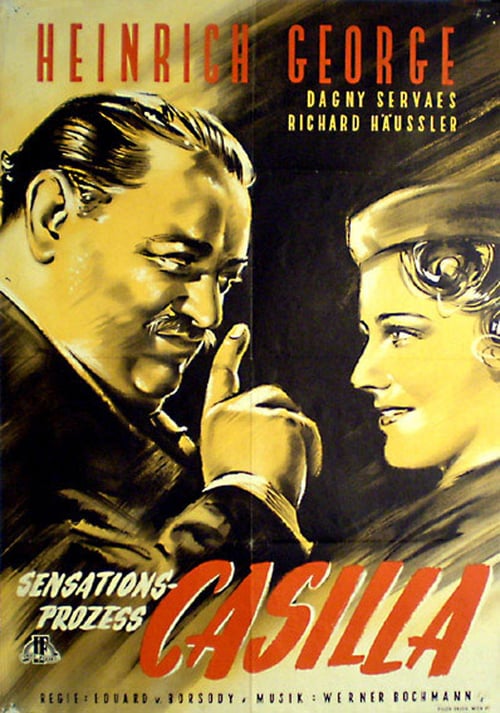 HEINRICH GEORGE
DAGNY SERVAES
RICHARD HÄUSSLER
SENSATIONS-
PROZESS
CASILLA
REGIE: EDUARD v. BORSODY, MUSIK: WERNER BOCHMANN